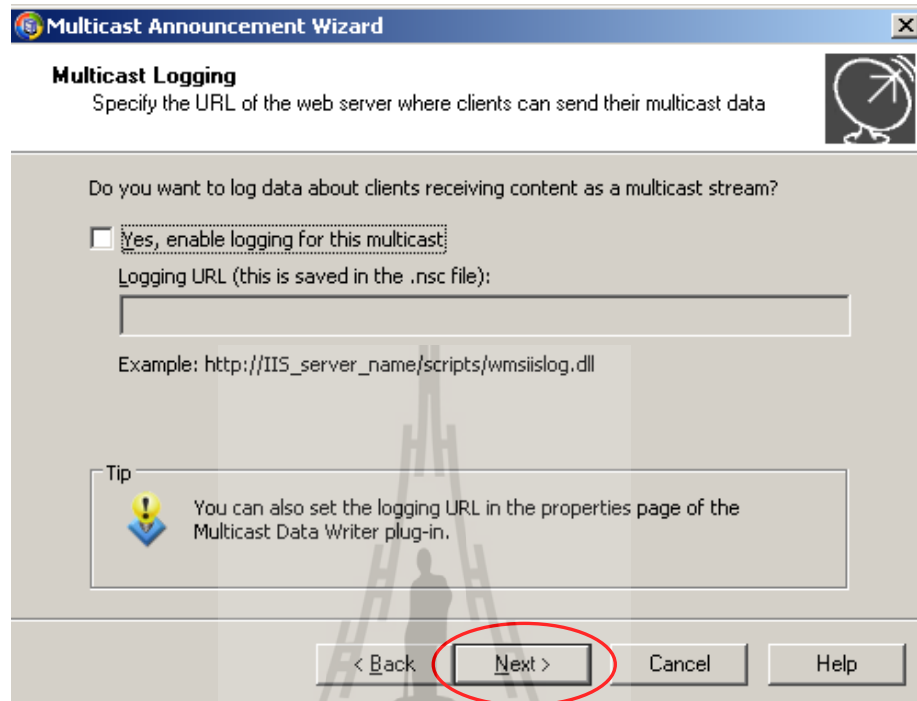 Multicast Announcement Wizard
Multicast Logging
Specify the URL of the web server where clients can send their multicast data
Do you want to log data about clients receiving content as a multicast stream?
Yes, enable logging for this multicast
Logging URL (this is saved in the .nsc file):
Example: http://IIS_server_name/scripts/wmsiislog.dll
Tip
You can also set the logging URL in the properties page of the
Multicast Data Writer plug-in.
< Back
Next >
Cancel
Help